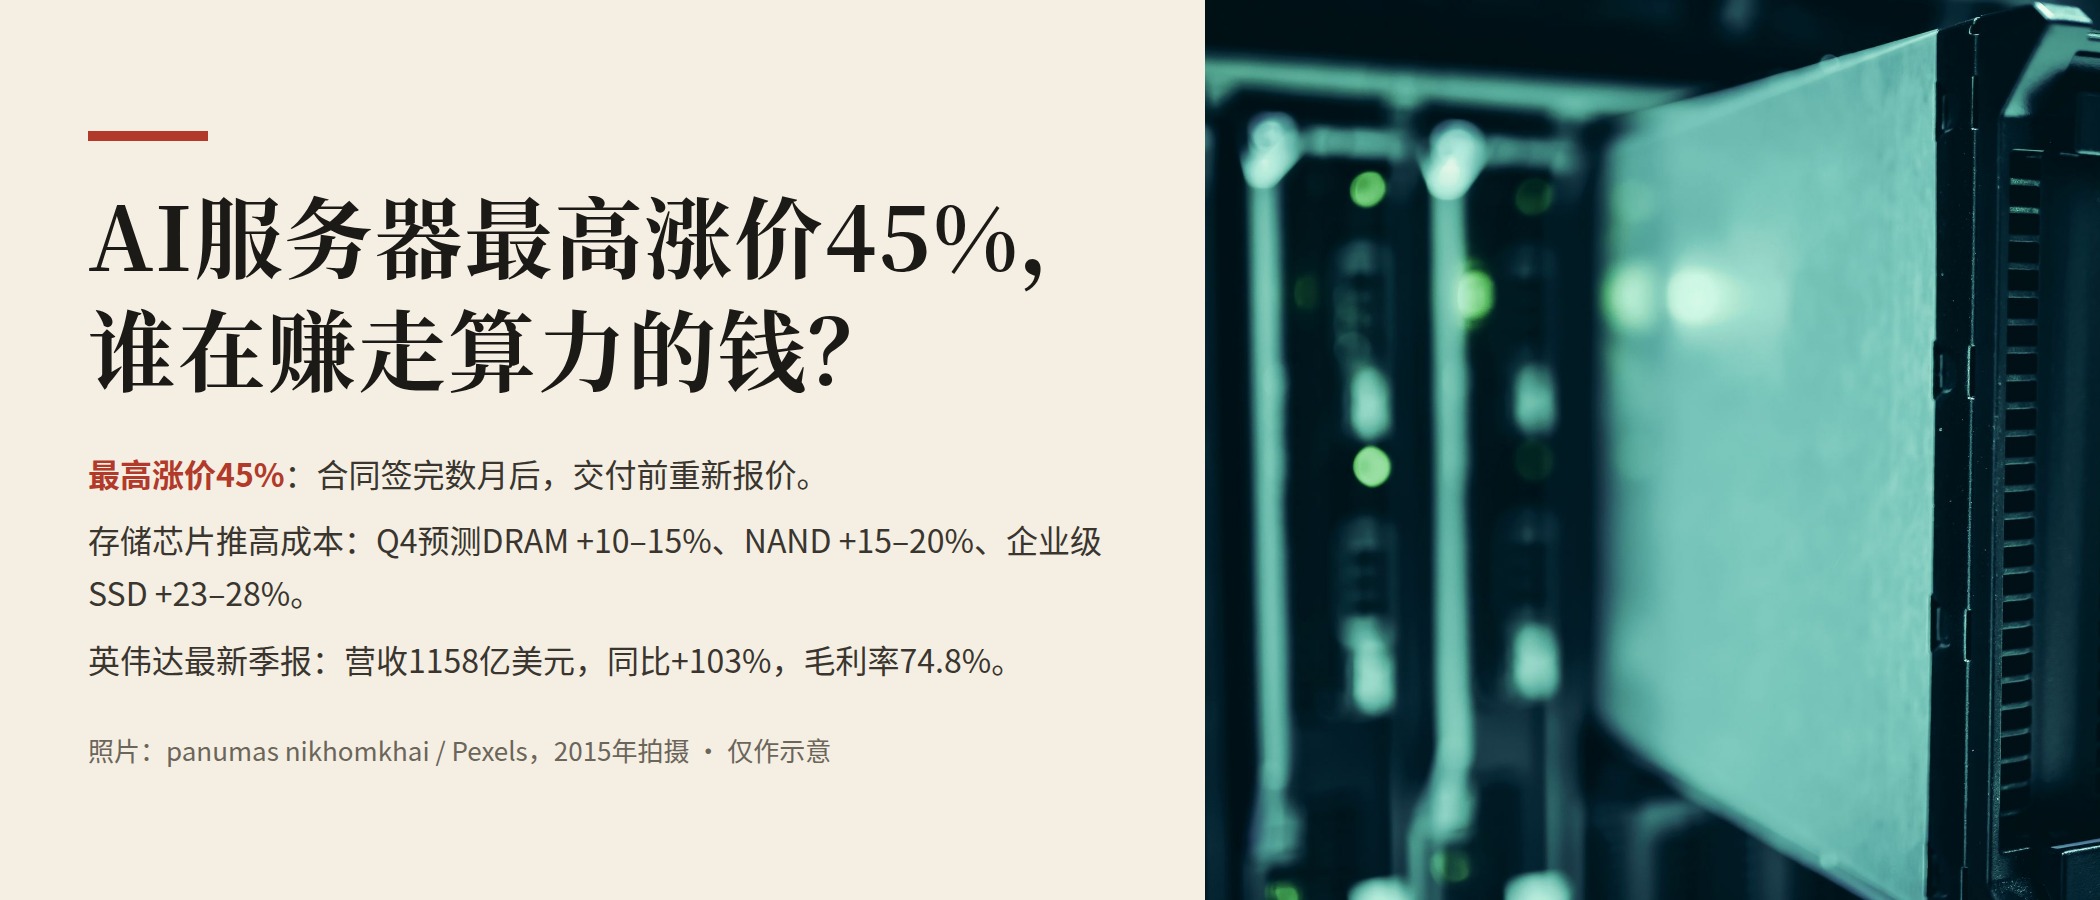 AI服务器最高涨价45%,
谁在赚走算力的钱?
最高涨价45%：合同签完数月后，交付前重新报价。
存储芯片推高成本：Q4预测DRAM +10–15%、NAND +15–20%、企业级
SSD +23–28%。
英伟达最新季报：营收1158亿美元，同比+103%，毛利率74.8%。
照片：panumas nikhomkhai / Pexels，2015年拍摄 · 仅作示意